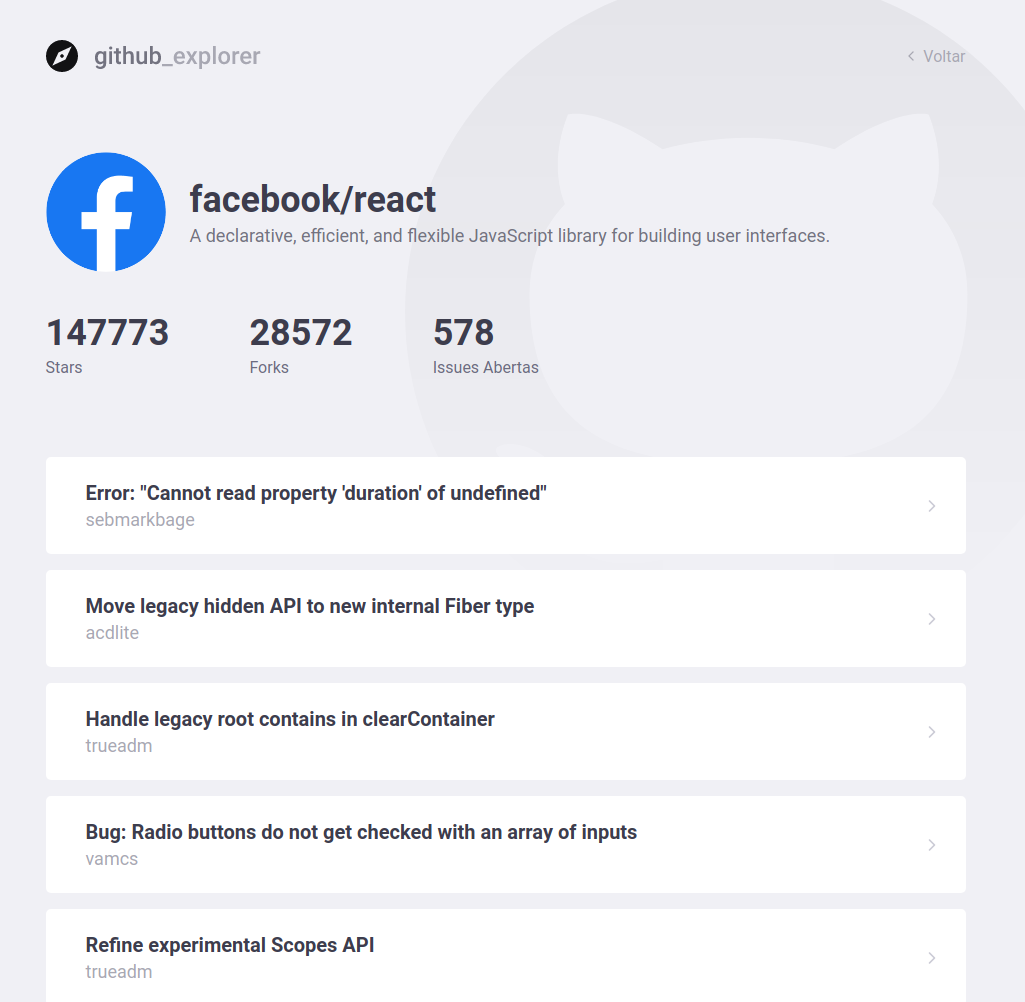 github_explorer
Voltar
facebook/react
A declarative, efficient, and flexible JavaScript library for building user interfaces.
147773 28572 578
Stars Forks Issues Abertas
Error: "Cannot read property 'duration' of undefined"
sebmarkbage
Move legacy hidden API to new internal Fiber type
acdlite
Handle legacy root contains in clearContainer
trueadm
Bug: Radio buttons do not get checked with an array of inputs
vamcs
Refine experimental Scopes API
trueadm